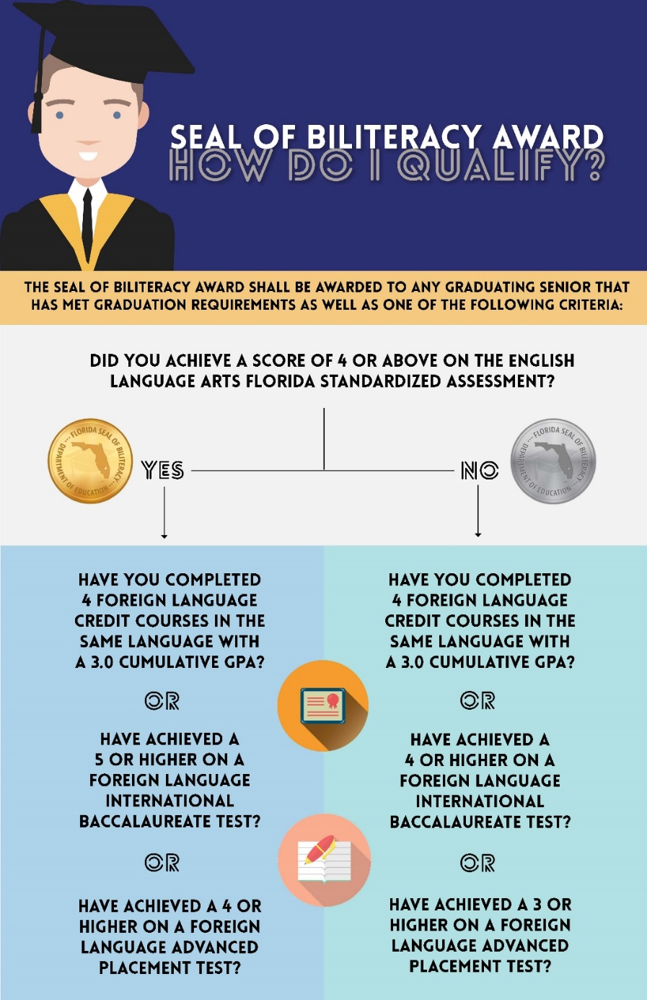 SEAL OF BILITERACY AWARD
HOW DO I QUALIFY?
THE SEAL OF BILITERACY AWARD SHALL BE AWARDED TO ANY GRADUATING SENIOR THAT
HAS MET GRADUATION REQUIREMENTS AS WELL AS ONE OF THE FOLLOWING CRITERIA:
DID YOU ACHIEVE A SCORE OF 4 OR ABOVE ON THE ENGLISH
LANGUAGE ARTS FLORIDA STANDARDIZED ASSESSMENT?
FLORIDA SEAL OF BILITERACY
DEPARTMENT OF EDUCATION
YES
NO
FLORIDA SEAL OF BILITERACY
DEPARTMENT OF EDUCATION
HAVE YOU COMPLETED
4 FOREIGN LANGUAGE
CREDIT COURSES IN THE
SAME LANGUAGE WITH
A 3.0 CUMULATIVE GPA?
OR
HAVE ACHIEVED A
5 OR HIGHER ON A
FOREIGN LANGUAGE
INTERNATIONAL
BACCALAUREATE TEST?
OR
HAVE ACHIEVED A 4 OR
HIGHER ON A FOREIGN
LANGUAGE ADVANCED
PLACEMENT TEST?
HAVE YOU COMPLETED
4 FOREIGN LANGUAGE
CREDIT COURSES IN THE
SAME LANGUAGE WITH
A 3.0 CUMULATIVE GPA?
OR
HAVE ACHIEVED A
4 OR HIGHER ON A
FOREIGN LANGUAGE
INTERNATIONAL
BACCALAUREATE TEST?
OR
HAVE ACHIEVED A 3 OR
HIGHER ON A FOREIGN
LANGUAGE ADVANCED
PLACEMENT TEST?